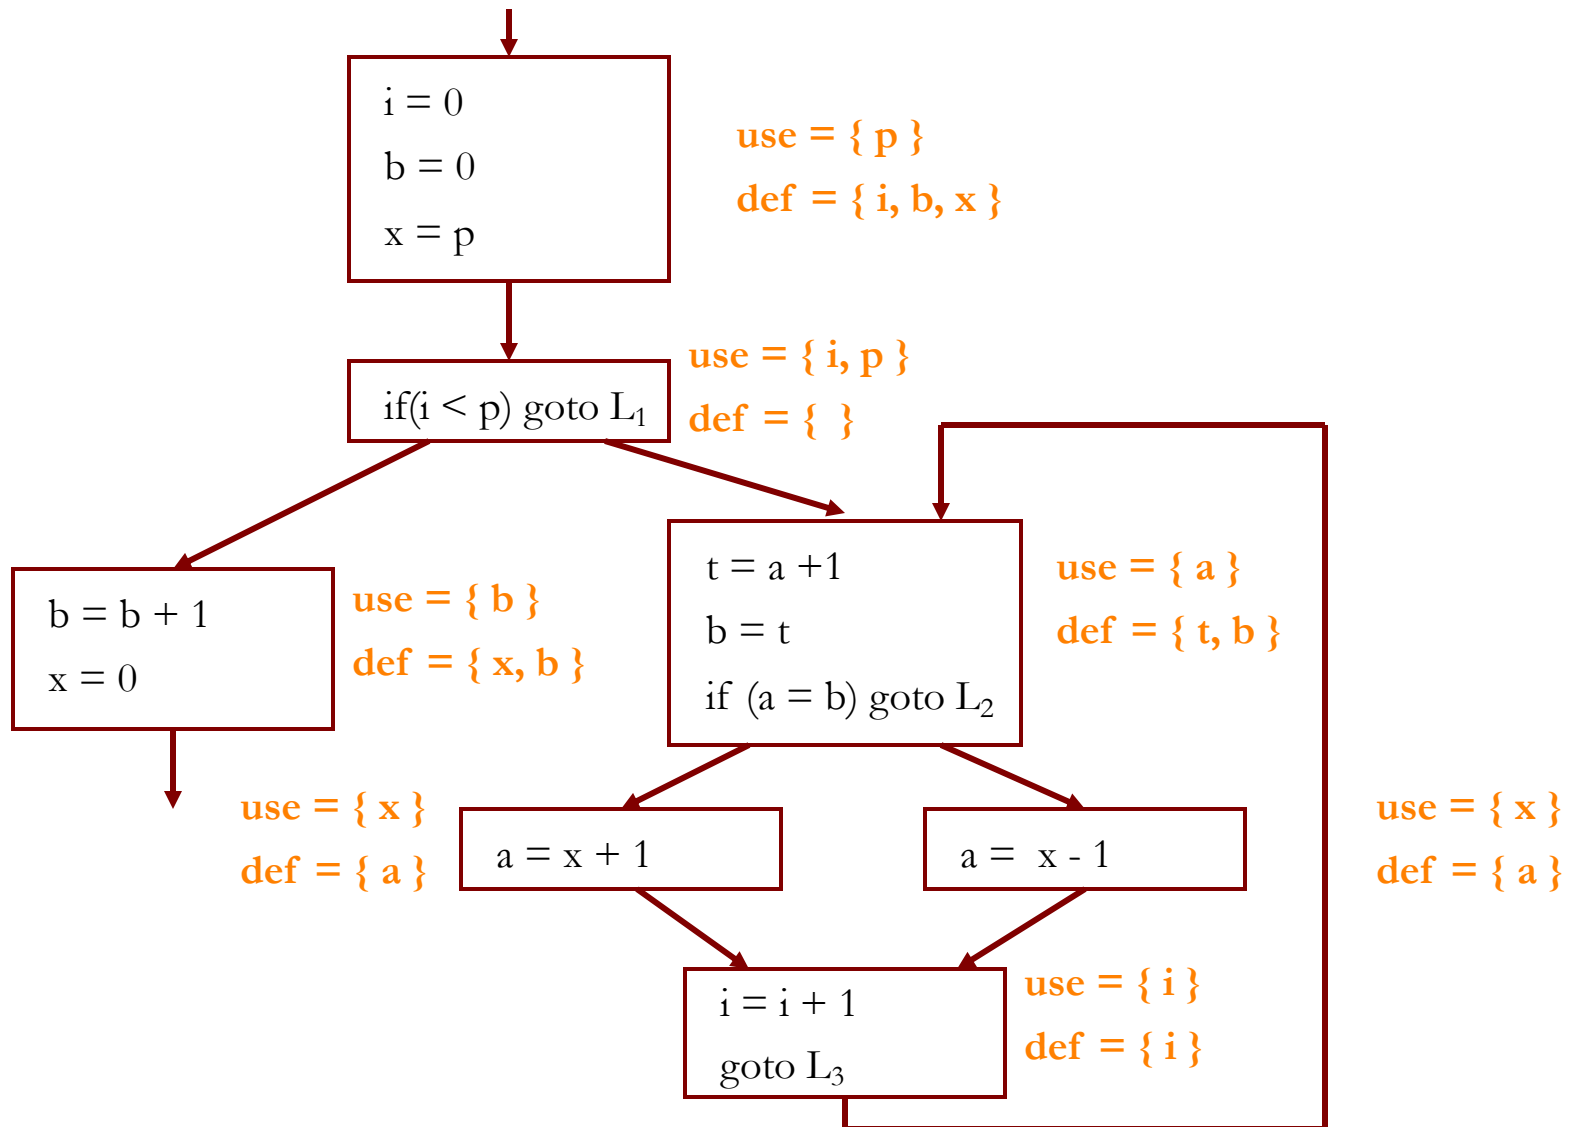 i = 0
b = 0
x = p
use = { p }
def = { i, b, x }
if(i < p) goto L₁
use = { i, p }
def = { }
b = b + 1
x = 0
use = { b }
def = { x, b }
t = a +1
b = t
if (a = b) goto L₂
use = { a }
def = { t, b }
use = { x }
def = { a }
a = x + 1
a = x - 1
use = { x }
def = { a }
i = i + 1
goto L₃
use = { i }
def = { i }